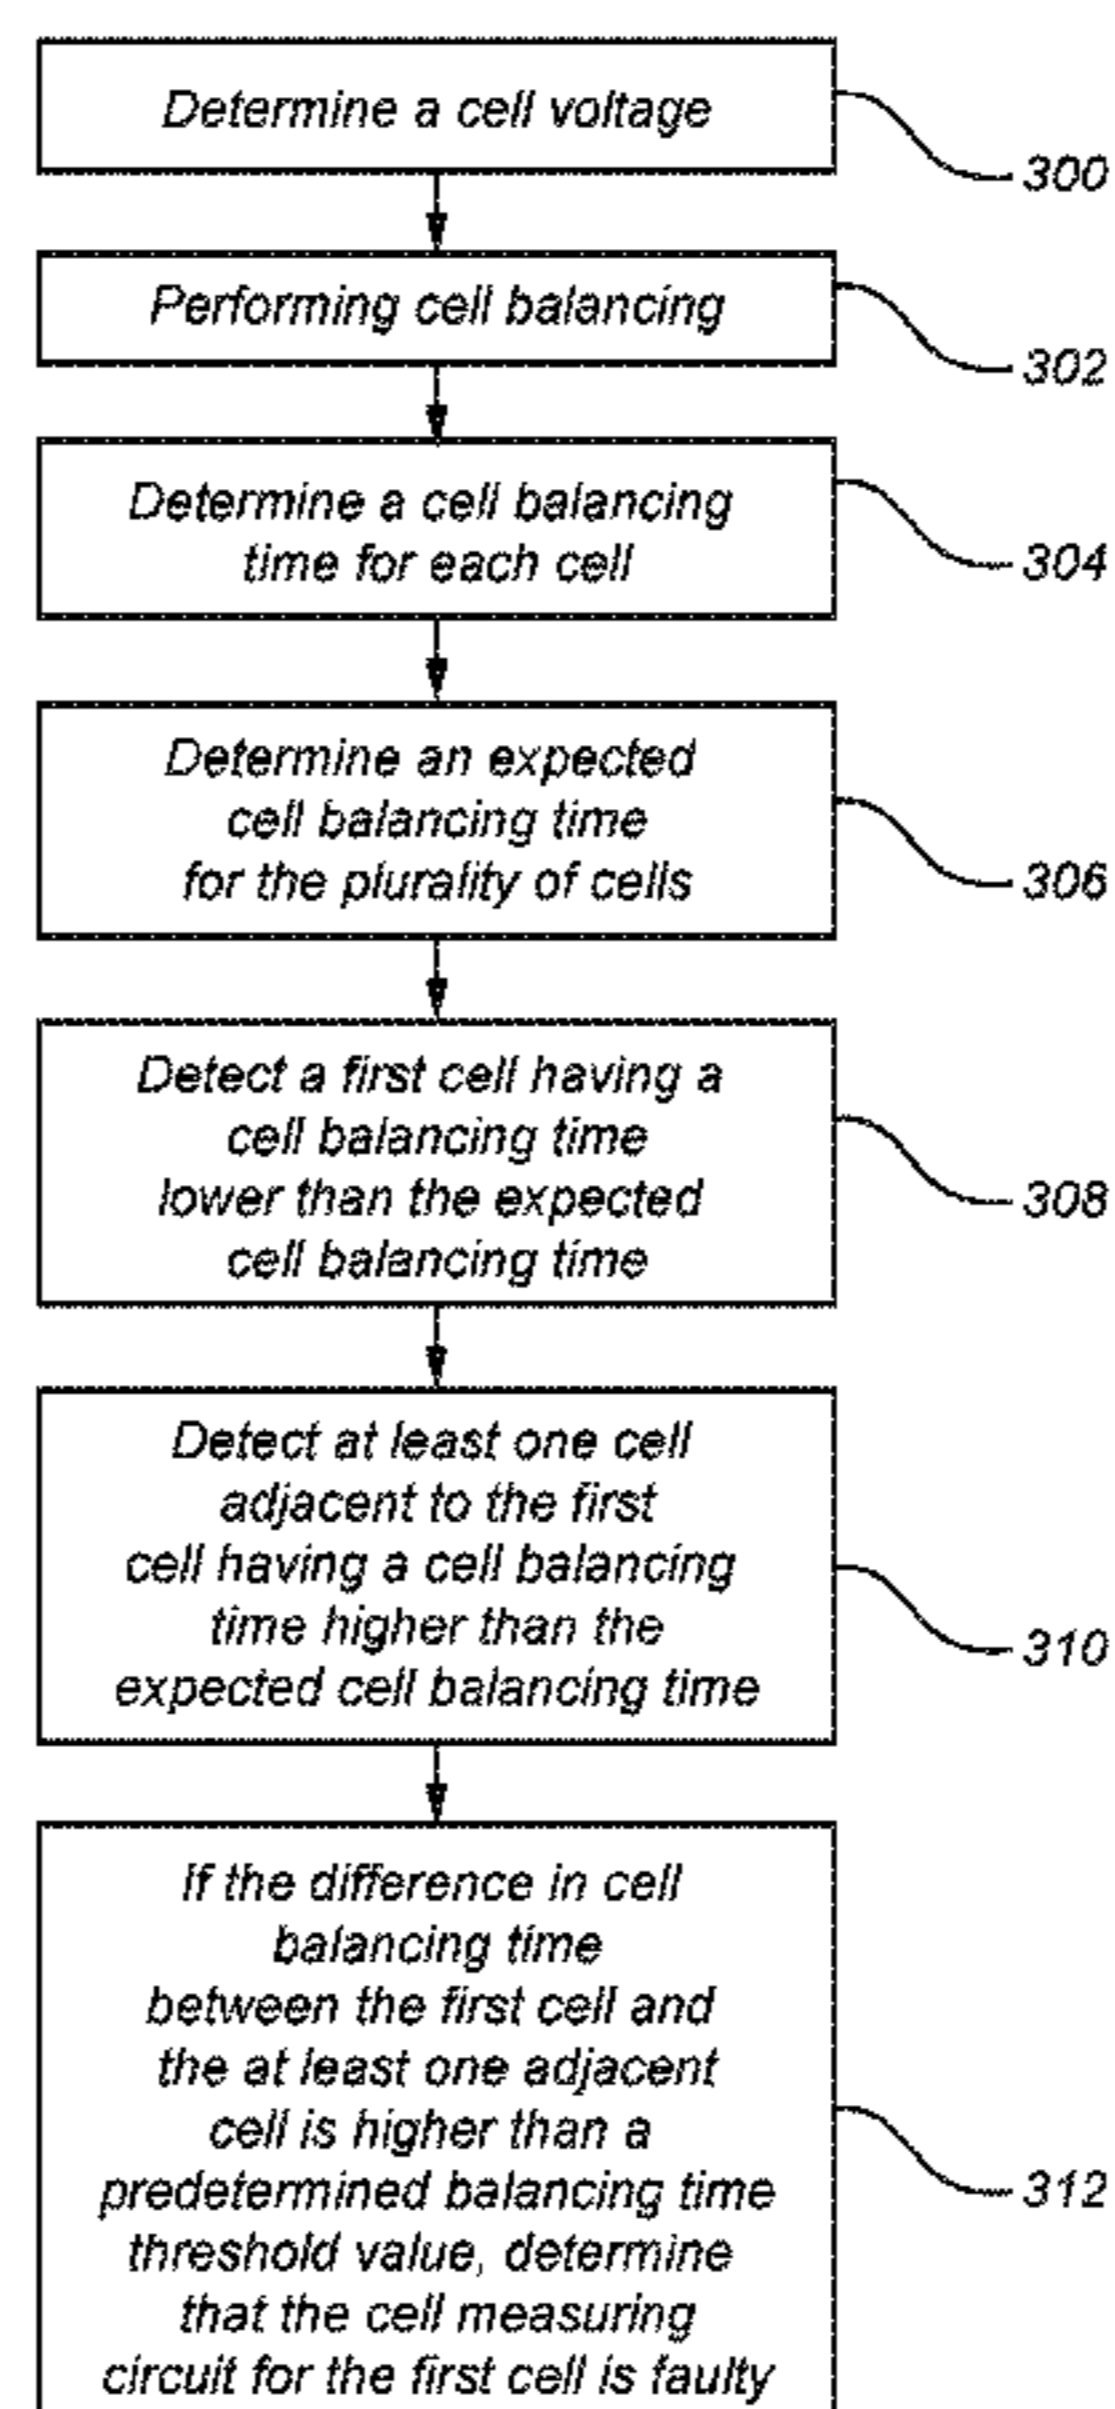 Determine a cell voltage
300
Performing cell balancing
302
Determine a cell balancing
time for each cell
304
Determine an expected
cell balancing time
for the plurality of cells
306
Detect a first cell having a
cell balancing time
lower than the expected
cell balancing time
308
Detect at least one cell
adjacent to the first
cell having a cell balancing
time higher than the
expected cell balancing time
310
If the difference in cell
balancing time
between the first cell and
the at least one adjacent
cell is higher than a
predetermined balancing time
threshold value, determine
that the cell measuring
circuit for the first cell is faulty
312